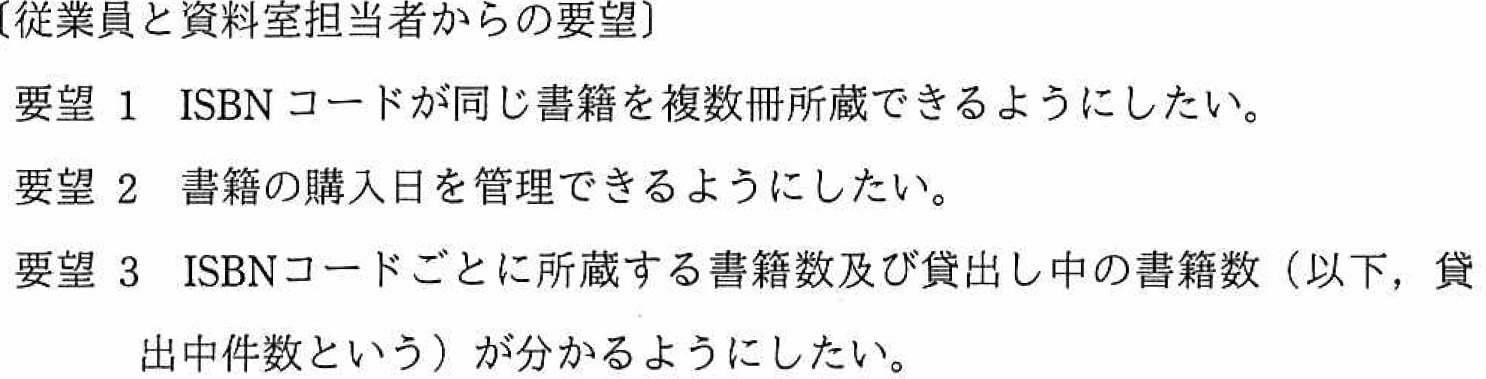 〔従業員と資料室担当者からの要望〕
要望 1 ISBN コードが同じ書籍を複数冊所蔵できるようにしたい。
要望 2 書籍の購入日を管理できるようにしたい。
要望 3 ISBNコードごとに所蔵する書籍数及び貸出し中の書籍数（以下，貸
出中件数という）が分かるようにしたい。